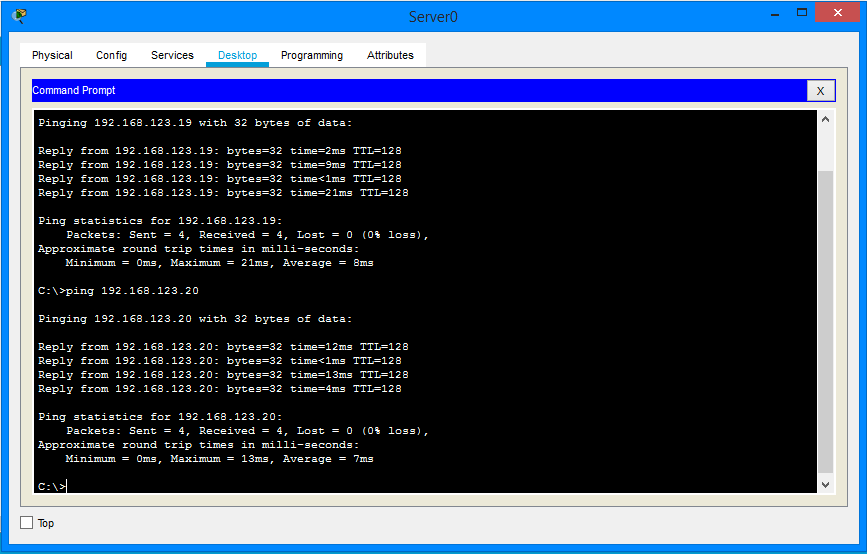 Server0
Physical Config Services Desktop Programming Attributes
Command Prompt X
Pinging 192.168.123.19 with 32 bytes of data:
Reply from 192.168.123.19: bytes=32 time=2ms TTL=128
Reply from 192.168.123.19: bytes=32 time=9ms TTL=128
Reply from 192.168.123.19: bytes=32 time<1ms TTL=128
Reply from 192.168.123.19: bytes=32 time=21ms TTL=128
Ping statistics for 192.168.123.19:
Packets: Sent = 4, Received = 4, Lost = 0 (0% loss),
Approximate round trip times in milli-seconds:
Minimum = 0ms, Maximum = 21ms, Average = 8ms
C:\>ping 192.168.123.20
Pinging 192.168.123.20 with 32 bytes of data:
Reply from 192.168.123.20: bytes=32 time=12ms TTL=128
Reply from 192.168.123.20: bytes=32 time<1ms TTL=128
Reply from 192.168.123.20: bytes=32 time=13ms TTL=128
Reply from 192.168.123.20: bytes=32 time=4ms TTL=128
Ping statistics for 192.168.123.20:
Packets: Sent = 4, Received = 4, Lost = 0 (0% loss),
Approximate round trip times in milli-seconds:
Minimum = 0ms, Maximum = 13ms, Average = 7ms
C:\>
Top